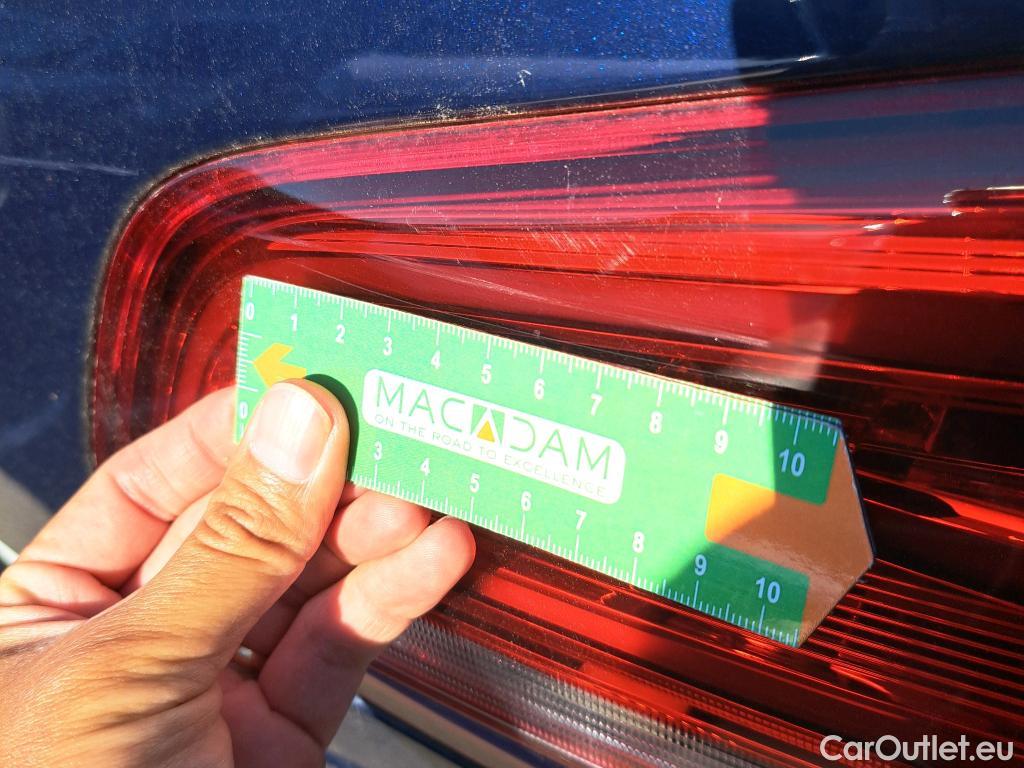 0 1 2 3 4 5 6 7 8 9 10
MACADAM
ON THE ROAD TO EXCELLENCE
0 3 4 5 6 7 8 9 10
CarOutlet.eu